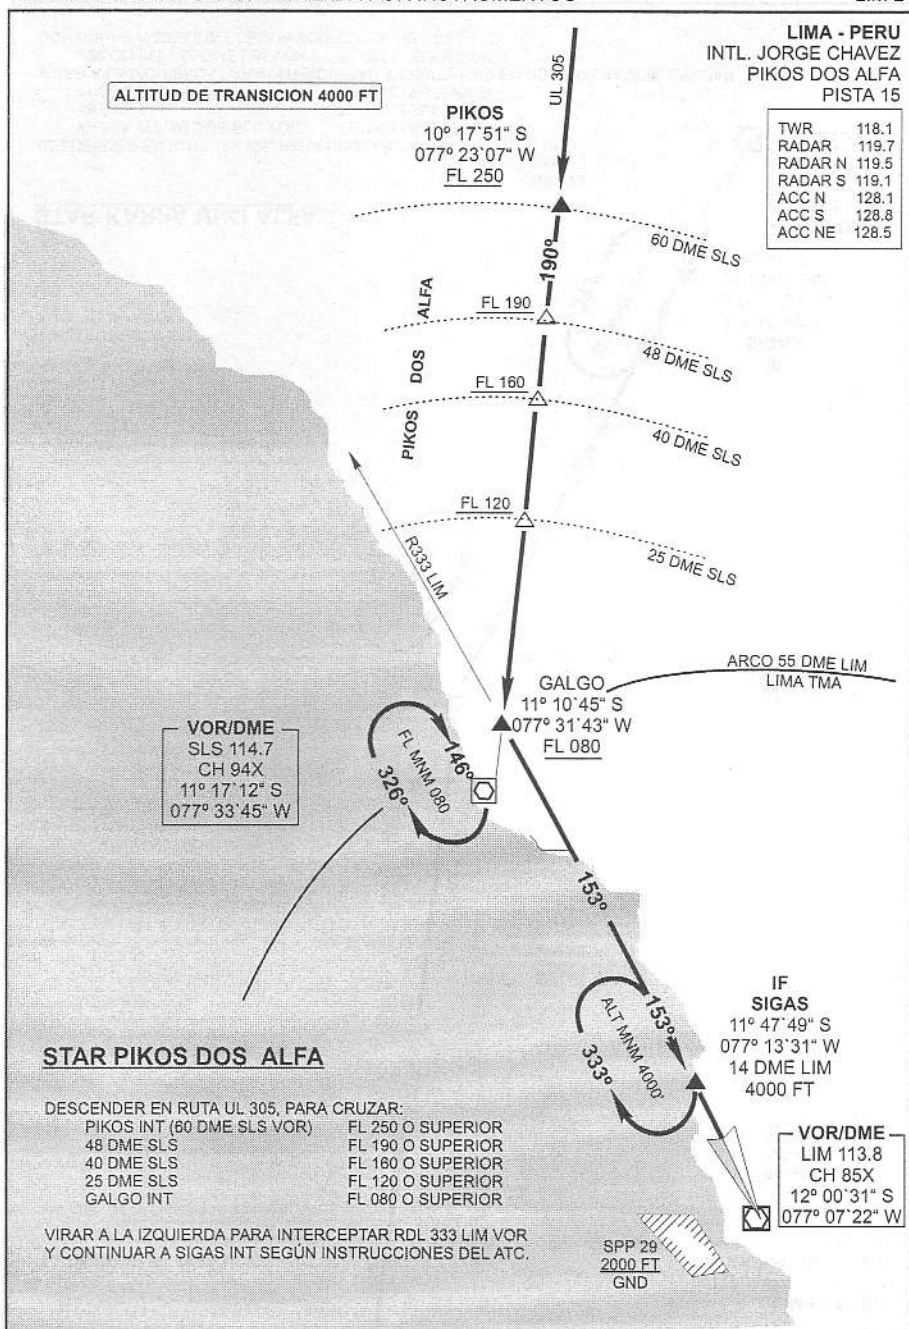 LIMA - PERU
INTL. JORGE CHAVEZ
PIKOS DOS ALFA
PISTA 15
TWR 118.1
RADAR 119.7
RADAR N 119.5
RADAR S 119.1
ACC N 128.1
ACC S 128.8
ACC NE 128.5
ALTITUD DE TRANSICION 4000 FT
UL 305
PIKOS
10º 17`51“ S
077º 23'07“ W
FL 250
60 DME SLS
190º
PIKOS DOS ALFA
FL 190
48 DME SLS
FL 160
40 DME SLS
FL 120
25 DME SLS
R333 LIM
ARCO 55 DME LIM
LIMA TMA
GALGO
11º 10`45“ S
077º 31`43“ W
FL 080
VOR/DME
SLS 114.7
CH 94X
11º 17`12“ S
077º 33`45“ W
146º
FL MNM 080
326º
153º
153º
ALT MNM 4000'
333º
IF
SIGAS
11º 47`49“ S
077º 13`31“ W
14 DME LIM
4000 FT
VOR/DME
LIM 113.8
CH 85X
12º 00`31“ S
077º 07`22“ W
SPP 29
2000 FT
GND
STAR PIKOS DOS ALFA
DESCENDER EN RUTA UL 305, PARA CRUZAR:
PIKOS INT (60 DME SLS VOR) FL 250 O SUPERIOR
48 DME SLS FL 190 O SUPERIOR
40 DME SLS FL 160 O SUPERIOR
25 DME SLS FL 120 O SUPERIOR
GALGO INT FL 080 O SUPERIOR
VIRAR A LA IZQUIERDA PARA INTERCEPTAR RDL 333 LIM VOR
Y CONTINUAR A SIGAS INT SEGÚN INSTRUCCIONES DEL ATC.